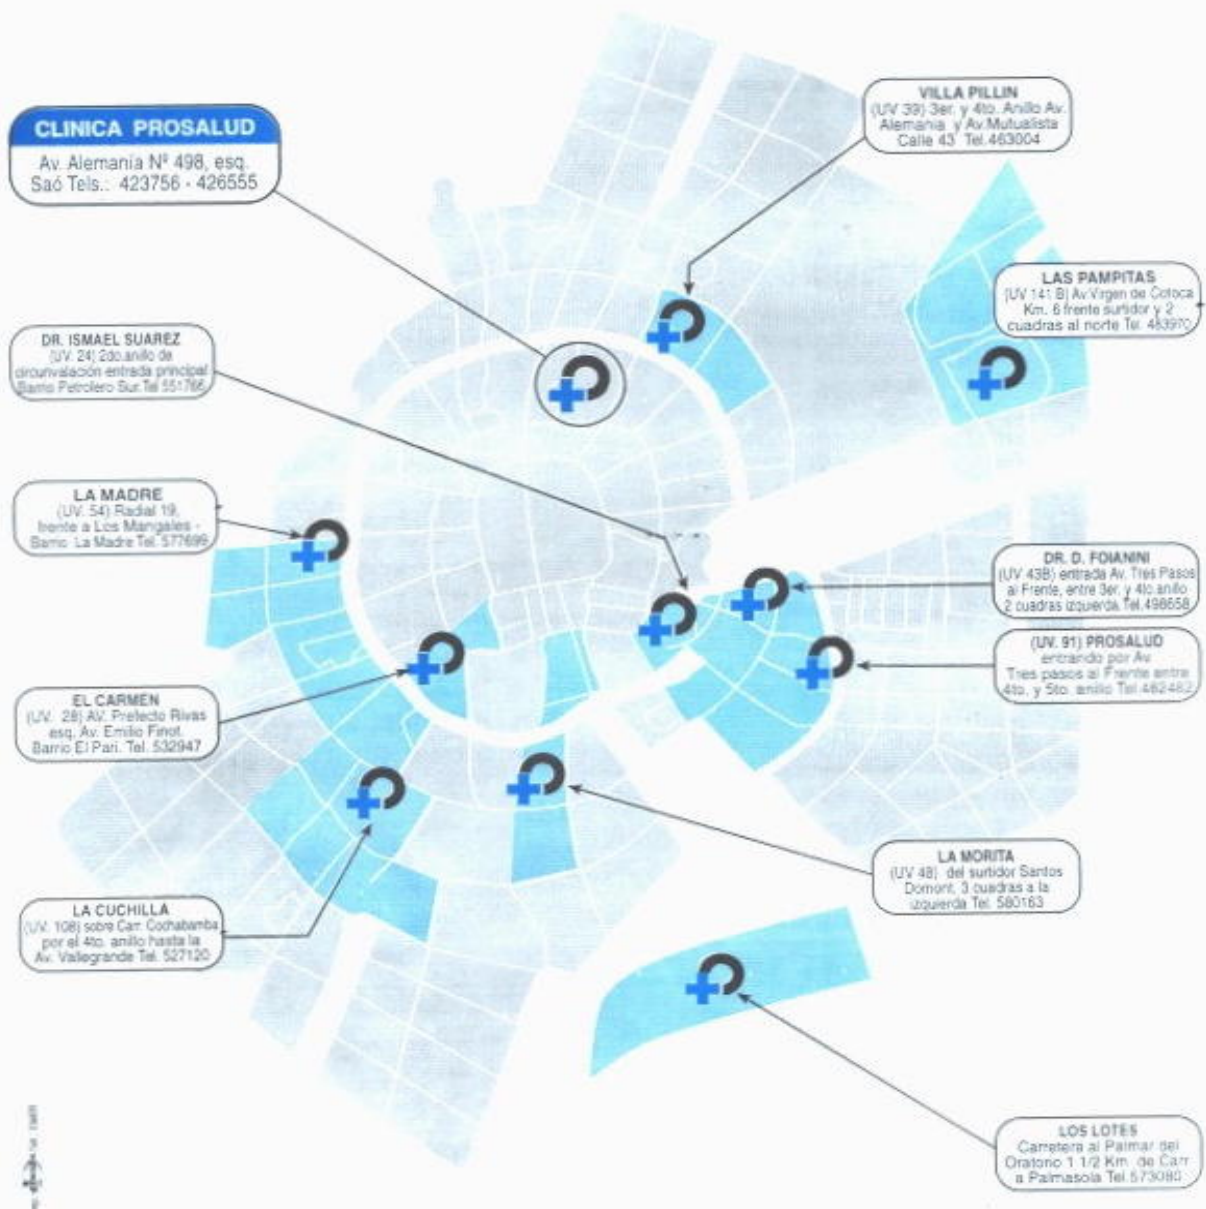 CLINICA PROSALUD
Av. Alemania Nº 498, esq.
Saó Tels.: 423756 - 426555
VILLA PILLIN
(UV 39) 3er. y 4to. Anillo Av.
Alemania y Av. Mutualista
Calle 43 Tel. 463004
LAS PAMPITAS
(UV 141 B) Av. Virgen de Cotoca
Km. 6 frente surtidor y 2
cuadras al norte Tel. 483970
DR. ISMAEL SUAREZ
(UV. 24) 2do. anillo de
circunvalación entrada principal
Barrio Petrolero Sur. Tel 551766
LA MADRE
(UV. 54) Radial 19,
frente a Los Mangales -
Barrio La Madre Tel. 577699
DR. D. FOIANINI
(UV 43B) entrada Av. Tres Pasos
al Frente, entre 3er. y 4to. anillo
2 cuadras izquierda. Tel. 498658
(UV. 91) PROSALUD
entrando por Av.
Tres pasos al Frente entre
4to. y 5to. anillo Tel 462482
EL CARMEN
(UV. 28) AV. Prefecto Rivas
esq. Av. Emilio Finot.
Barrio El Pari. Tel. 532947
LA MORITA
(UV 48) del surtidor Santos
Domont, 3 cuadras a la
izquierda Tel. 580163
LA CUCHILLA
(UV. 108) sobre Carr. Cochabamba
por el 4to. anillo hasta la
Av. Vallegrande Tel. 527120
LOS LOTES
Carretera al Palmar del
Oratorio 1 1/2 Km. de Carr
a Palmasola Tel. 573080